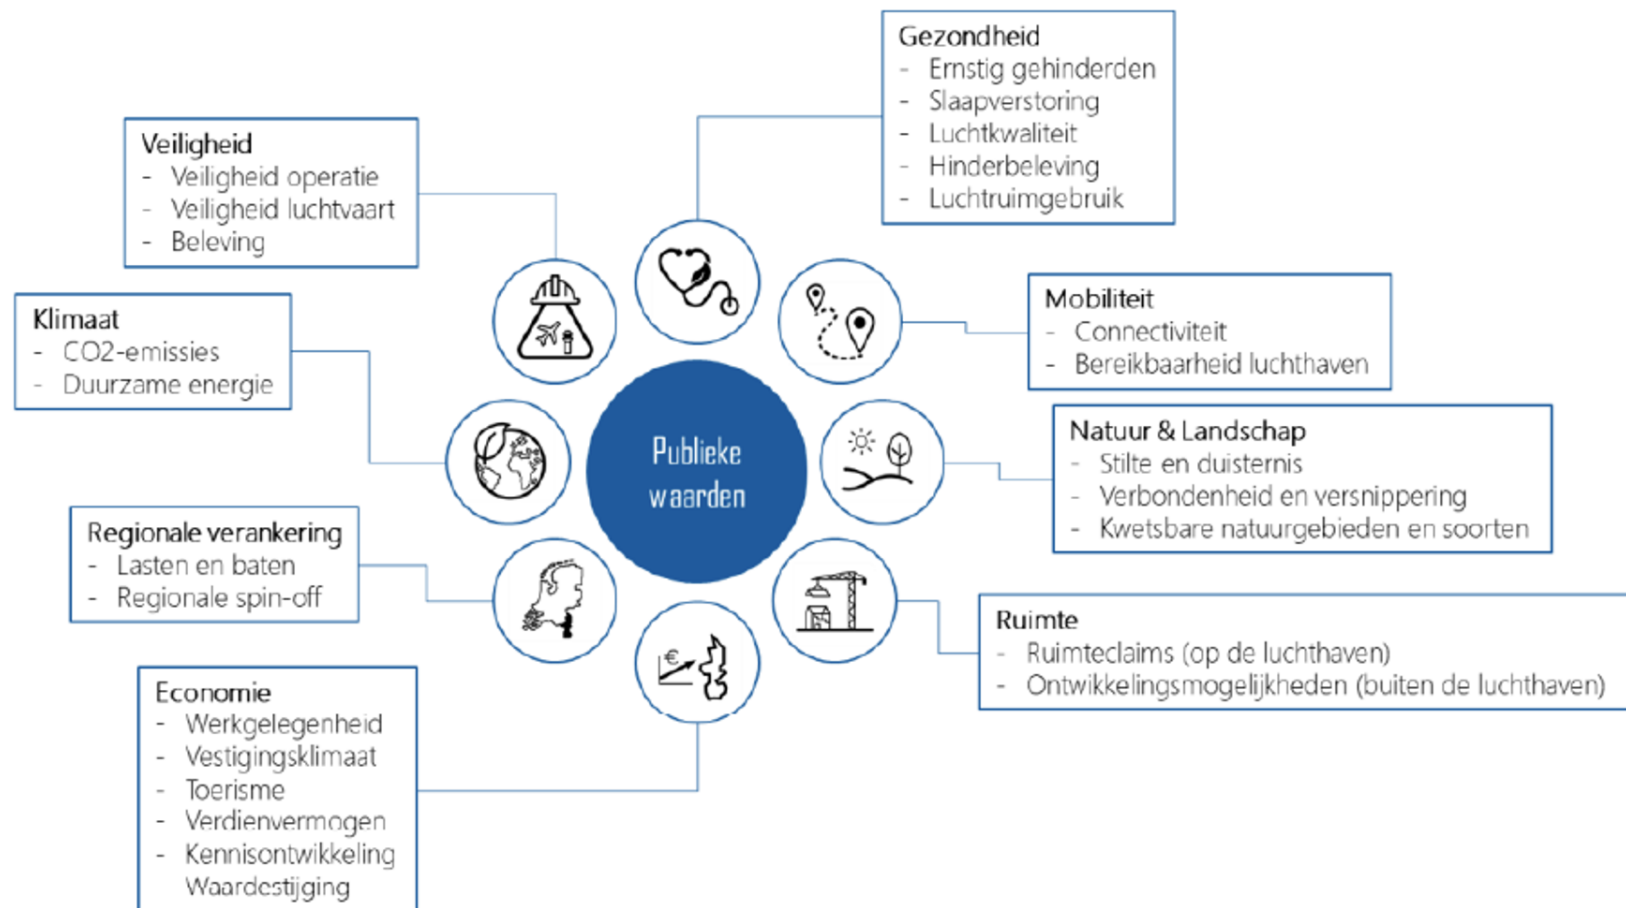 Gezondheid
- Ernstig gehinderden
- Slaapverstoring
- Luchtkwaliteit
- Hinderbeleving
- Luchtruimgebruik
Veiligheid
- Veiligheid operatie
- Veiligheid luchtvaart
- Beleving
Mobiliteit
- Connectiviteit
- Bereikbaarheid luchthaven
Klimaat
- CO2-emissies
- Duurzame energie
Natuur & Landschap
- Stilte en duisternis
- Verbondenheid en versnippering
- Kwetsbare natuurgebieden en soorten
Publieke
waarden
Regionale verankering
- Lasten en baten
- Regionale spin-off
Ruimte
- Ruimteclaims (op de luchthaven)
- Ontwikkelingsmogelijkheden (buiten de luchthaven)
€
Economie
- Werkgelegenheid
- Vestigingsklimaat
- Toerisme
- Verdienvermogen
- Kennisontwikkeling
Waardestijging